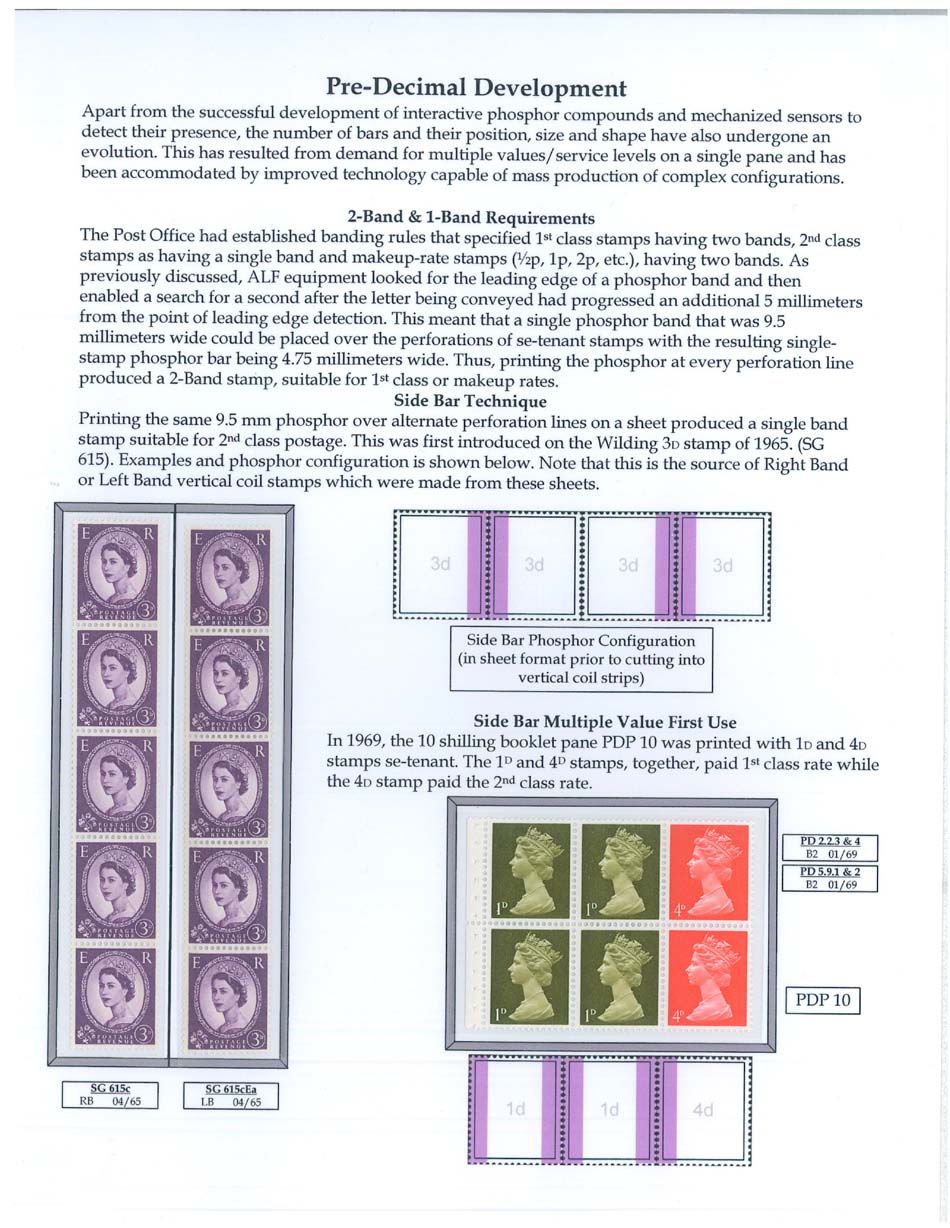 Pre-Decimal Development
Apart from the successful development of interactive phosphor compounds and mechanized sensors to
detect their presence, the number of bars and their position, size and shape have also undergone an
evolution. This has resulted from demand for multiple values/service levels on a single pane and has
been accommodated by improved technology capable of mass production of complex configurations.
2-Band & 1-Band Requirements
The Post Office had established banding rules that specified 1st class stamps having two bands, 2nd class
stamps as having a single band and makeup-rate stamps (½p, 1p, 2p, etc.), having two bands. As
previously discussed, ALF equipment looked for the leading edge of a phosphor band and then
enabled a search for a second after the letter being conveyed had progressed an additional 5 millimeters
from the point of leading edge detection. This meant that a single phosphor band that was 9.5
millimeters wide could be placed over the perforations of se-tenant stamps with the resulting single-
stamp phosphor bar being 4.75 millimeters wide. Thus, printing the phosphor at every perforation line
produced a 2-Band stamp, suitable for 1st class or makeup rates.
Side Bar Technique
Printing the same 9.5 mm phosphor over alternate perforation lines on a sheet produced a single band
stamp suitable for 2nd class postage. This was first introduced on the Wilding 3D stamp of 1965. (SG
615). Examples and phosphor configuration is shown below. Note that this is the source of Right Band
or Left Band vertical coil stamps which were made from these sheets.
E R
POSTAGE
REVENUE 3D
E R
POSTAGE
REVENUE 3D
E R
POSTAGE
REVENUE 3D
E R
POSTAGE
REVENUE 3D
E R
POSTAGE
REVENUE 3D
E R
POSTAGE
REVENUE 3D
E R
POSTAGE
REVENUE 3D
E R
POSTAGE
REVENUE 3D
E R
POSTAGE
REVENUE 3D
E R
POSTAGE
REVENUE 3D
SG 615c
RB 04/65
SG 615cEa
LB 04/65
3d 3d 3d 3d
Side Bar Phosphor Configuration
(in sheet format prior to cutting into
vertical coil strips)
Side Bar Multiple Value First Use
In 1969, the 10 shilling booklet pane PDP 10 was printed with 1D and 4D
stamps se-tenant. The 1D and 4D stamps, together, paid 1st class rate while
the 4D stamp paid the 2nd class rate.
1D 1D 4D
1D 1D 4D
PD 2.2.3 & 4
B2 01/69
PD 5.9.1 & 2
B2 01/69
PDP 10
1d 1d 4d